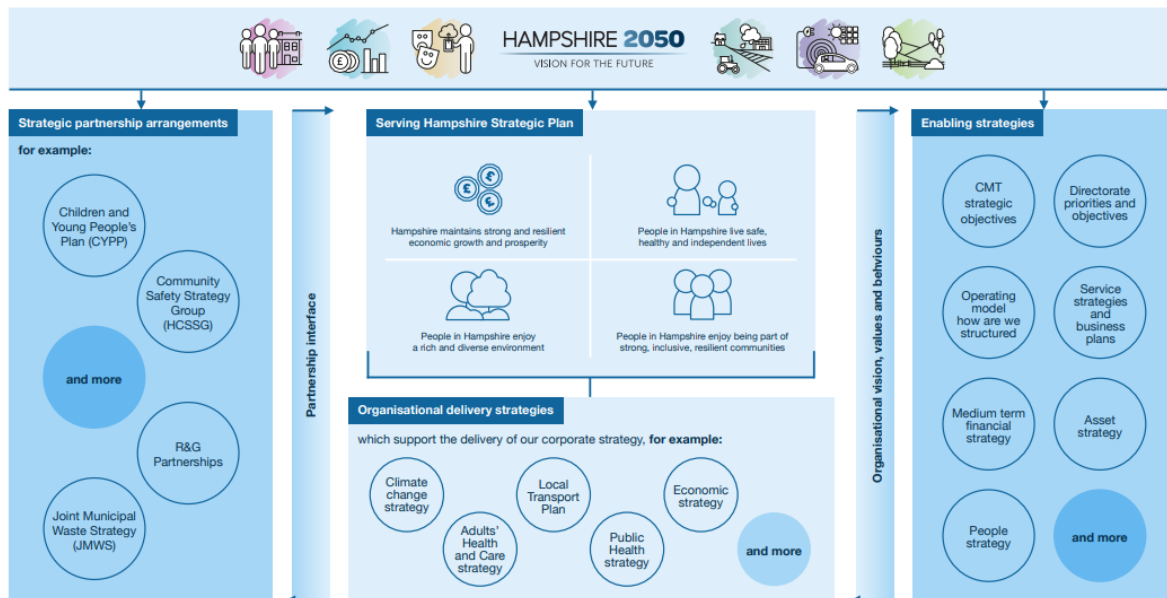 HAMPSHIRE 2050
VISION FOR THE FUTURE
Strategic partnership arrangements
for example:
Children and
Young People's
Plan (CYPP)
Community
Safety Strategy
Group
(HCSSG)
and more
R&G
Partnerships
Joint Municipal
Waste Strategy
(JMWS)
Partnership interface
Serving Hampshire Strategic Plan
Hampshire maintains strong and resilient
economic growth and prosperity
People in Hampshire live safe,
healthy and independent lives
People in Hampshire enjoy
a rich and diverse environment
People in Hampshire enjoy being part of
strong, inclusive, resilient communities
Organisational delivery strategies
which support the delivery of our corporate strategy, for example:
Climate
change
strategy
Adults'
Health
and Care
strategy
Local
Transport
Plan
Public
Health
strategy
Economic
strategy
and more
Organisational vision, values and behviours
Enabling strategies
CMT
strategic
objectives
Directorate
priorities and
objectives
Operating
model
how are we
structured
Service
strategies
and
business
plans
Medium term
financial
strategy
Asset
strategy
People
strategy
and more